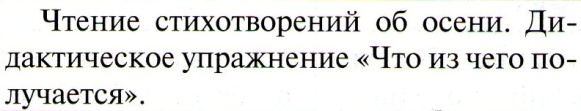 Чтение стихотворений об осени. Ди-
дактическое упражнение «Что из чего по-
лучается».